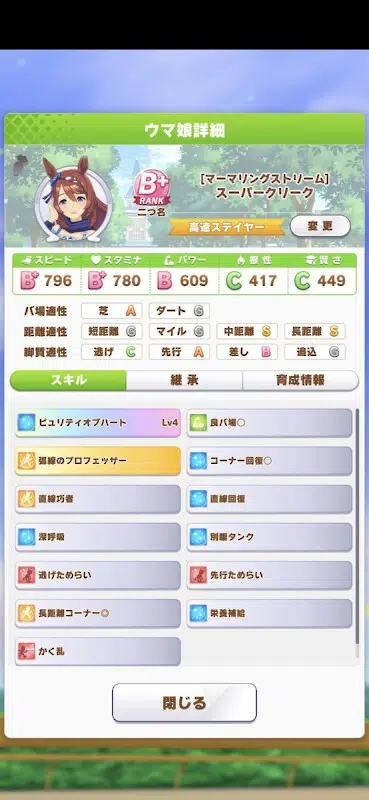 ウマ娘詳細
B+
RANK
二つ名
[マーマリングストリーム]
スーパークリーク
高速ステイヤー
変更
スピード スタミナ パワー 根性 賢さ
B+ 796 B+ 780 B 609 C 417 C 449
バ場適性 芝 A ダート G
距離適性 短距離 G マイル G 中距離 S 長距離 S
脚質適性 逃げ C 先行 A 差し B 追込 G
スキル 継承 育成情報
ピュリティオブハート Lv4 良バ場○
弧線のプロフェッサー コーナー回復○
直線巧者 直線回復
深呼吸 別腹タンク
逃げためらい 先行ためらい
長距離コーナー◎ 栄養補給
かく乱
閉じる